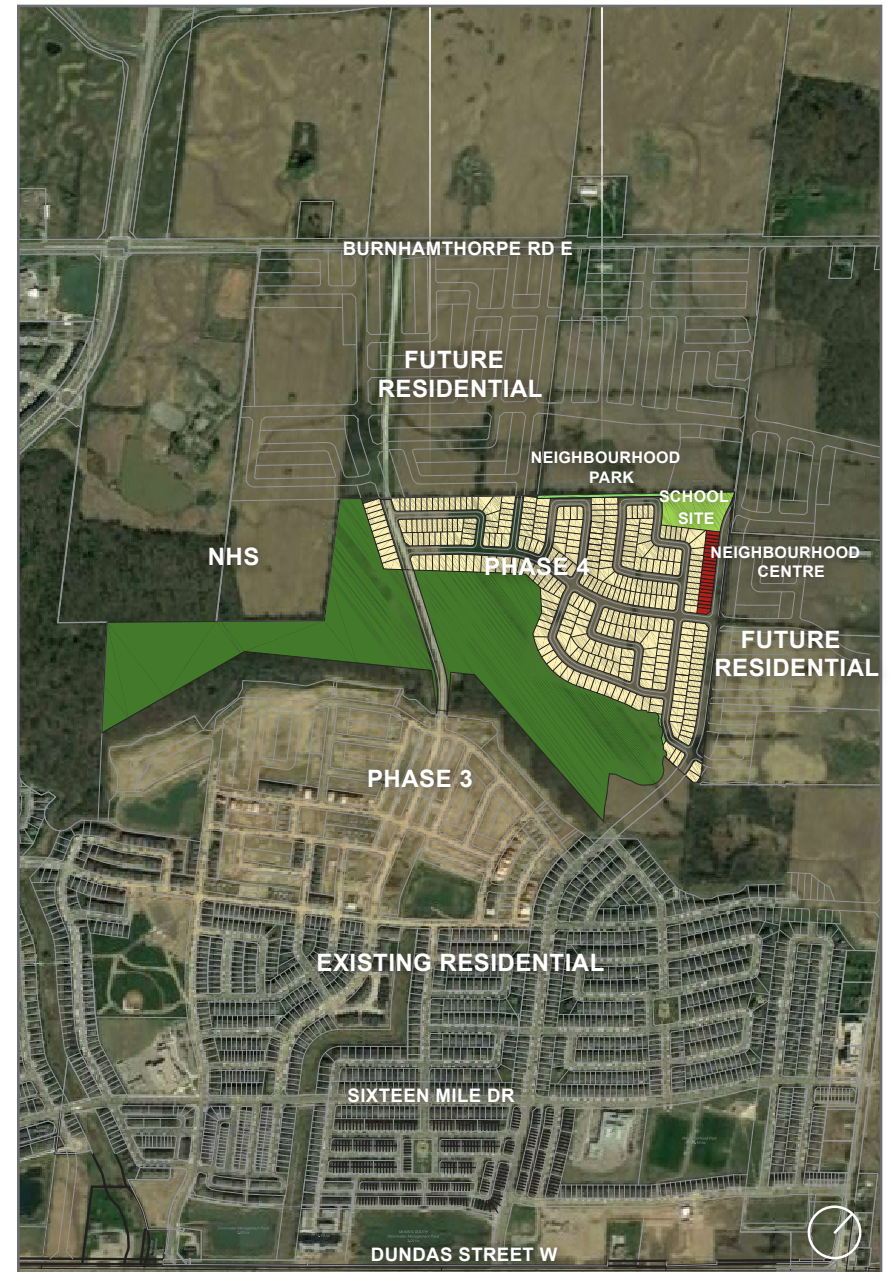 BURNHAMTHORPE RD E
FUTURE
RESIDENTIAL
NEIGHBOURHOOD
PARK
SCHOOL
SITE
NHS
PHASE 4
NEIGHBOURHOOD
CENTRE
FUTURE
RESIDENTIAL
PHASE 3
EXISTING RESIDENTIAL
SIXTEEN MILE DR
DUNDAS STREET W